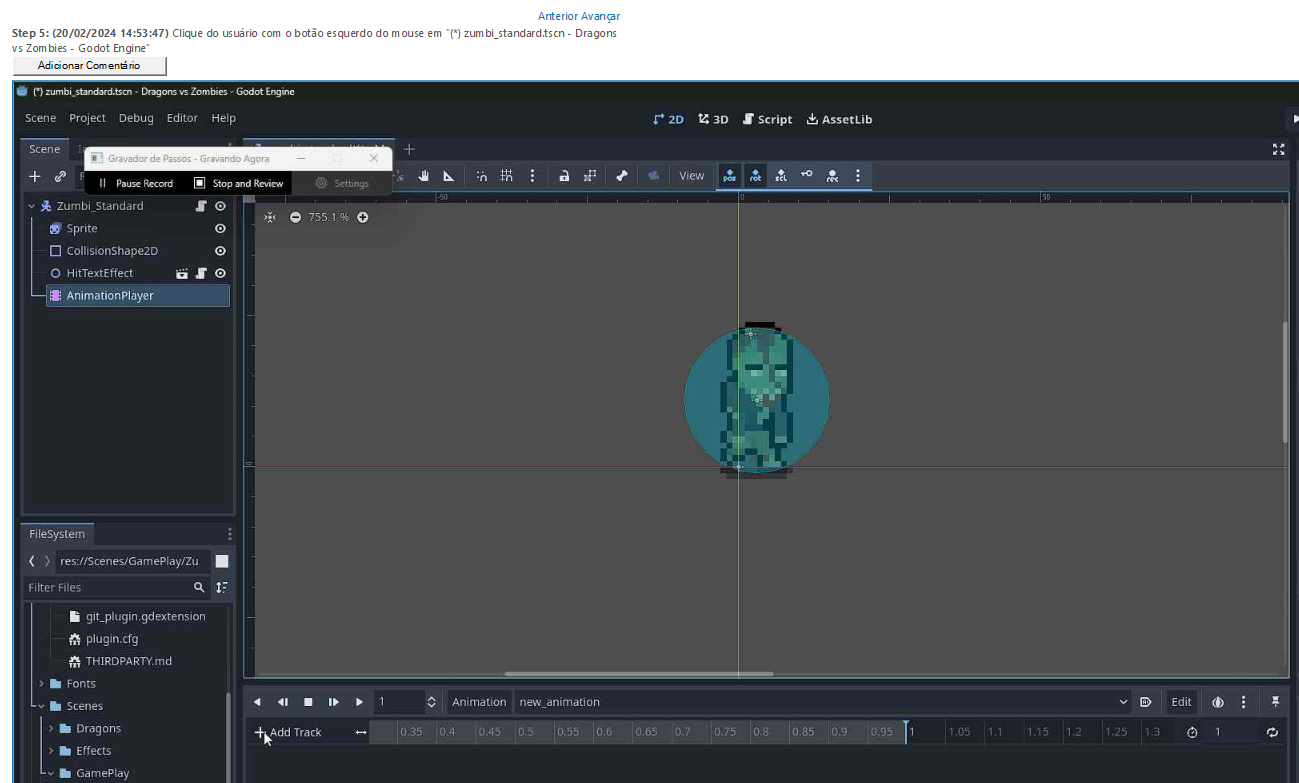 Anterior Avançar
Step 5: (20/02/2024 14:53:47) Clique do usuário com o botão esquerdo do mouse em "(*) zumbi_standard.tscn - Dragons
vs Zombies - Godot Engine"
Adicionar Comentário
(*) zumbi_standard.tscn - Dragons vs Zombies - Godot Engine
Scene Project Debug Editor Help
2D 3D Script AssetLib
Scene
Gravador de Passos - Gravando Agora
Pause Record Stop and Review Settings
View
pos rot scl rec
-50 0 50
Zumbi_Standard
755.1 %
Sprite
CollisionShape2D
HitTextEffect
AnimationPlayer
0
FileSystem
res://Scenes/GamePlay/Zu
Filter Files
git_plugin.gdextension
plugin.cfg
THIRDPARTY.md
Fonts
Scenes
Dragons
Effects
GamePlay
1 Animation new_animation Edit
Add Track 0.35 0.4 0.45 0.5 0.55 0.6 0.65 0.7 0.75 0.8 0.85 0.9 0.95 1 1.05 1.1 1.15 1.2 1.25 1.3 1